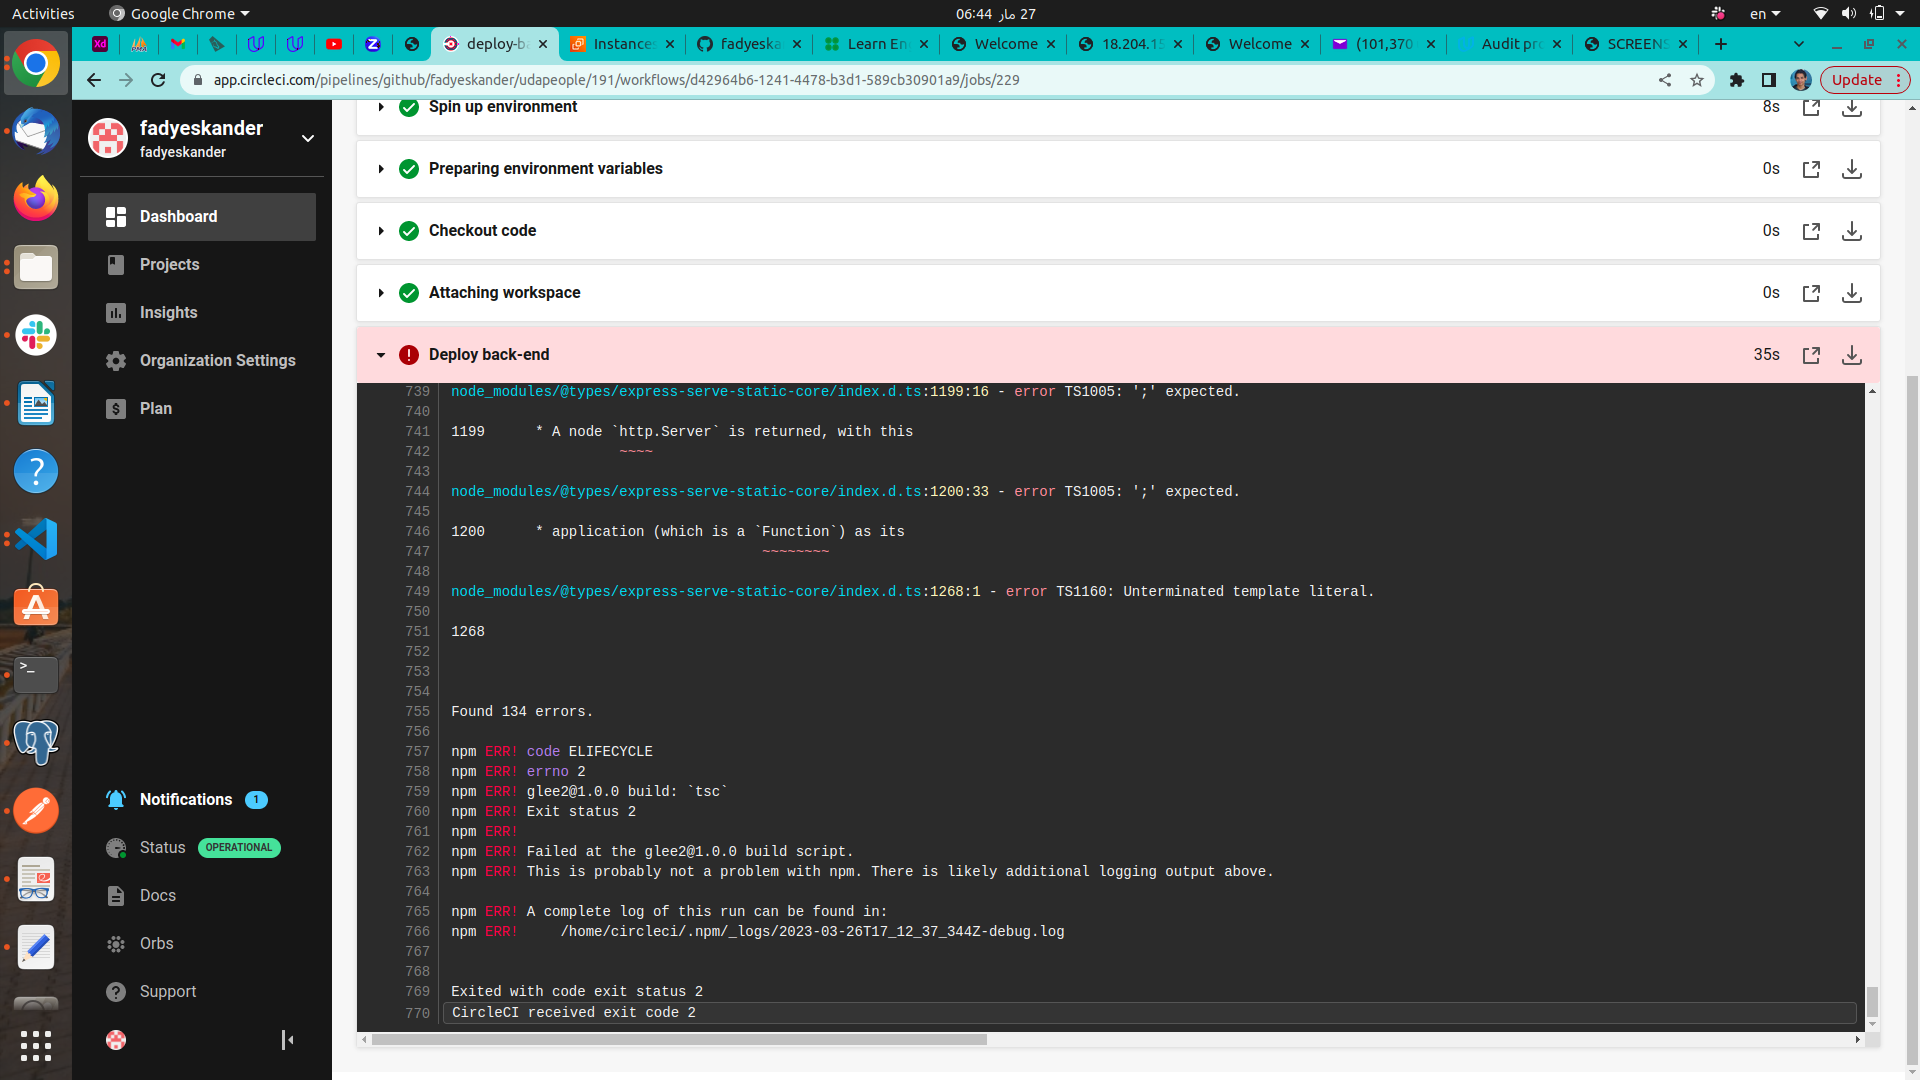 Activities
Google Chrome
06:44 مار 27
en
Xd
PMA
deploy-ba
Instances
fadyeska
Learn En
Welcome
18.204.15
Welcome
(101,370
Audit pro
SCREENS
app.circleci.com/pipelines/github/fadyeskander/udapeople/191/workflows/d42964b6-1241-4478-b3d1-589cb30901a9/jobs/229
Update
fadyeskander
fadyeskander
Dashboard
Projects
Insights
Organization Settings
Plan
Notifications 1
Status OPERATIONAL
Docs
Orbs
Support
Spin up environment 8s
Preparing environment variables 0s
Checkout code 0s
Attaching workspace 0s
Deploy back-end 35s
739 node_modules/@types/express-serve-static-core/index.d.ts:1199:16 - error TS1005: ';' expected.
740
741 1199      * A node `http.Server` is returned, with this
742 ~~~~
743
744 node_modules/@types/express-serve-static-core/index.d.ts:1200:33 - error TS1005: ';' expected.
745
746 1200      * application (which is a `Function`) as its
747 ~~~~~~~~
748
749 node_modules/@types/express-serve-static-core/index.d.ts:1268:1 - error TS1160: Unterminated template literal.
750
751 1268
752
753
754
755 Found 134 errors.
756
757 npm ERR! code ELIFECYCLE
758 npm ERR! errno 2
759 npm ERR! glee2@1.0.0 build: `tsc`
760 npm ERR! Exit status 2
761 npm ERR!
762 npm ERR! Failed at the glee2@1.0.0 build script.
763 npm ERR! This is probably not a problem with npm. There is likely additional logging output above.
764
765 npm ERR! A complete log of this run can be found in:
766 npm ERR!     /home/circleci/.npm/_logs/2023-03-26T17_12_37_344Z-debug.log
767
768
769 Exited with code exit status 2
770 CircleCI received exit code 2